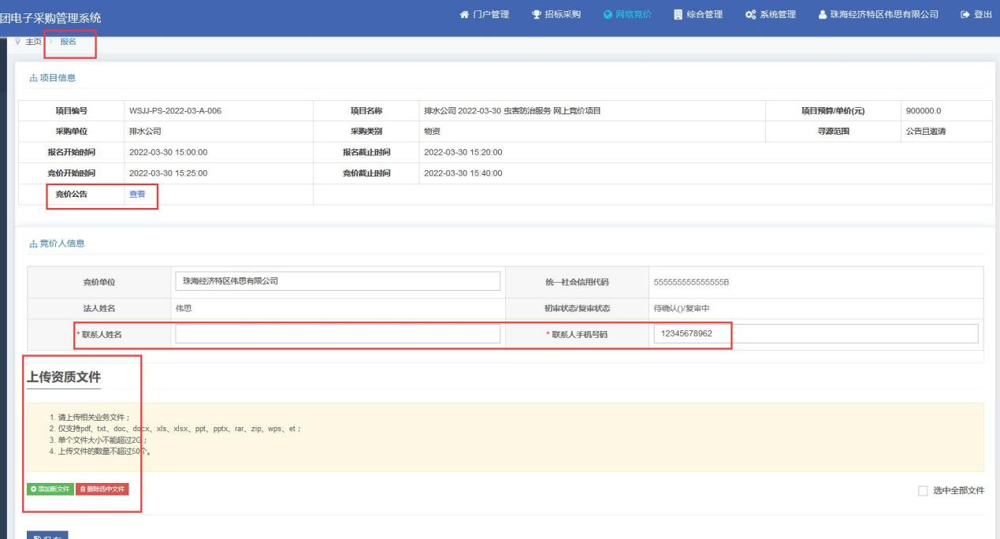 团电子采购管理系统 门户管理 招标采购 网络竞价 综合管理 系统管理 珠海经济特区伟思有限公司 登出
主页 > 报名
项目信息
项目编号 WSJJ-PS-2022-03-A-006 项目名称 排水公司 2022-03-30 虫害防治服务 网上竞价项目 项目预算/单价(元) 900000.0
采购单位 排水公司 采购类别 物资 寻源范围 公告且邀请
报名开始时间 2022-03-30 15:00:00 报名截止时间 2022-03-30 15:20:00
竞价开始时间 2022-03-30 15:25:00 竞价截止时间 2022-03-30 15:40:00
竞价公告 查看
竞价人信息
竞价单位 珠海经济特区伟思有限公司 统一社会信用代码 555555555555555B
法人姓名 伟思 初审状态/复审状态 待确认()/复审中
* 联系人姓名 * 联系人手机号码 12345678962
上传资质文件
1. 请上传相关业务文件；
2. 仅支持pdf、txt、doc、docx、xls、xlsx、ppt、pptx、rar、zip、wps、et；
3. 单个文件大小不能超过2G；
4. 上传文件的数量不超过50个。
添加新文件 删除选中文件 选中全部文件